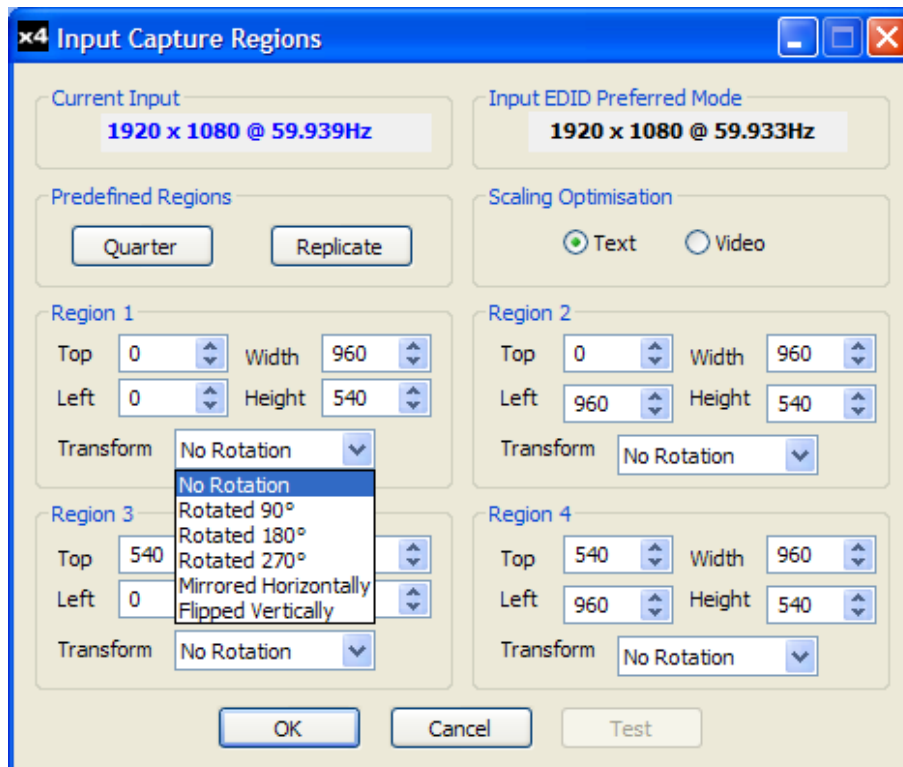 x4 Input Capture Regions
Current Input
1920 x 1080 @ 59.939Hz
Input EDID Preferred Mode
1920 x 1080 @ 59.933Hz
Predefined Regions
Quarter Replicate
Scaling Optimisation
Text Video
Region 1
Top 0 Width 960
Left 0 Height 540
Transform No Rotation
No Rotation
Rotated 90°
Rotated 180°
Rotated 270°
Mirrored Horizontally
Flipped Vertically
Region 2
Top 0 Width 960
Left 960 Height 540
Transform No Rotation
Region 3
Top 540
Left 0
Transform No Rotation
Region 4
Top 540 Width 960
Left 960 Height 540
Transform No Rotation
OK Cancel Test